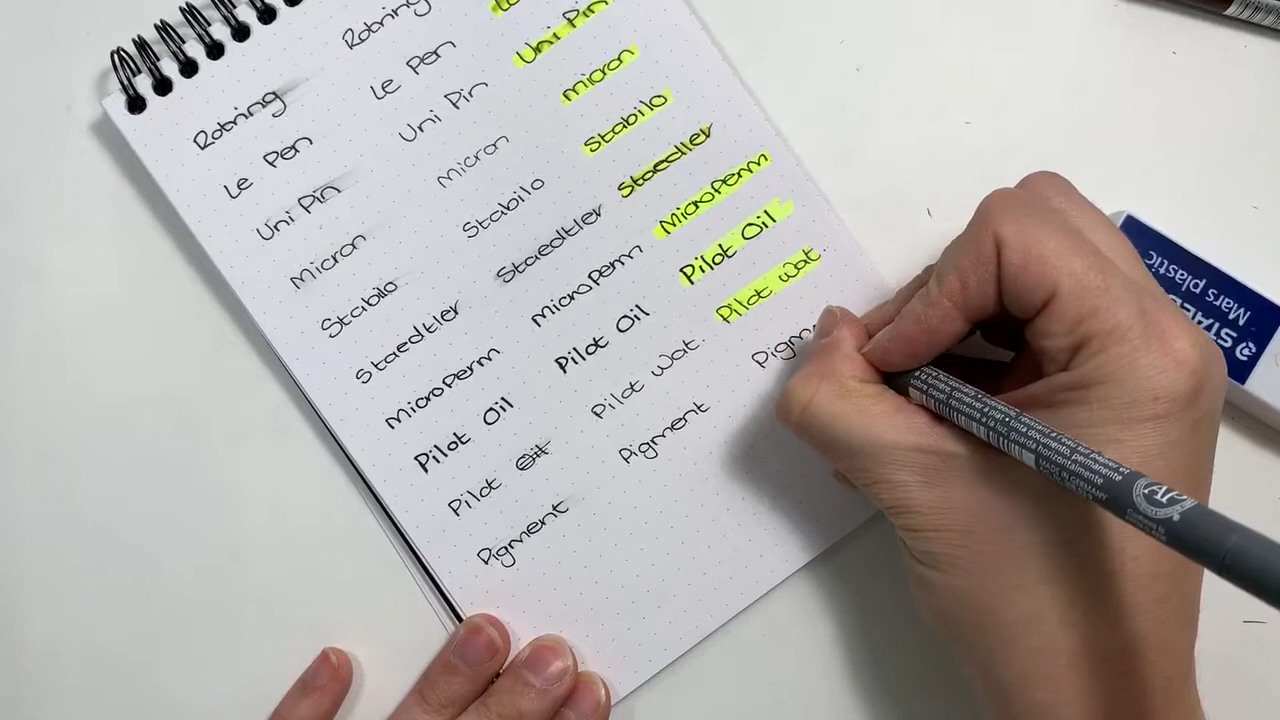 Rotring Rotring
Le Pen Le Pen Uni Pin
Uni Pin Uni Pin micron
Micron Micron Stabilo
Stabilo Stabilo Staedtler
Staedtler Staedtler MicroPerm
MicroPerm MicroPerm Pilot Oil
Pilot Oil Pilot Oil Pilot Wat.
Pilot Pilot Wat. Pigm
Pigment Pigment
STAED
Mars plastic
MADE IN GERMANY
AP